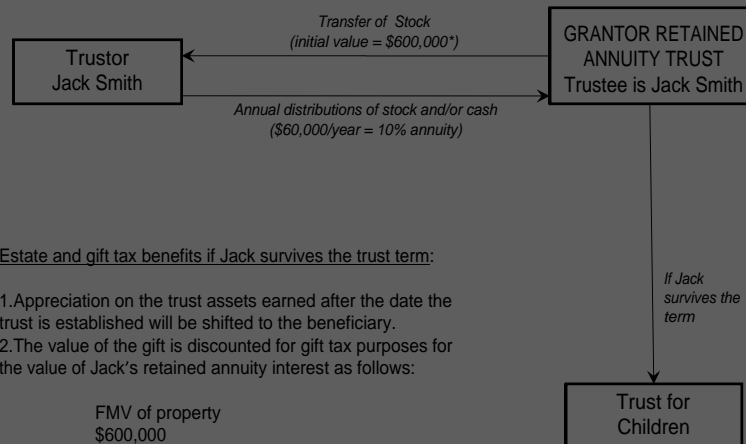 Transfer of Stock
(initial value = $600,000*)
Trustor
Jack Smith
GRANTOR RETAINED
ANNUITY TRUST
Trustee is Jack Smith
Annual distributions of stock and/or cash
($60,000/year = 10% annuity)
Estate and gift tax benefits if Jack survives the trust term:
1.Appreciation on the trust assets earned after the date the
trust is established will be shifted to the beneficiary.
2.The value of the gift is discounted for gift tax purposes for
the value of Jack's retained annuity interest as follows:
FMV of property
$600,000
If Jack
survives the
term
Trust for
Children